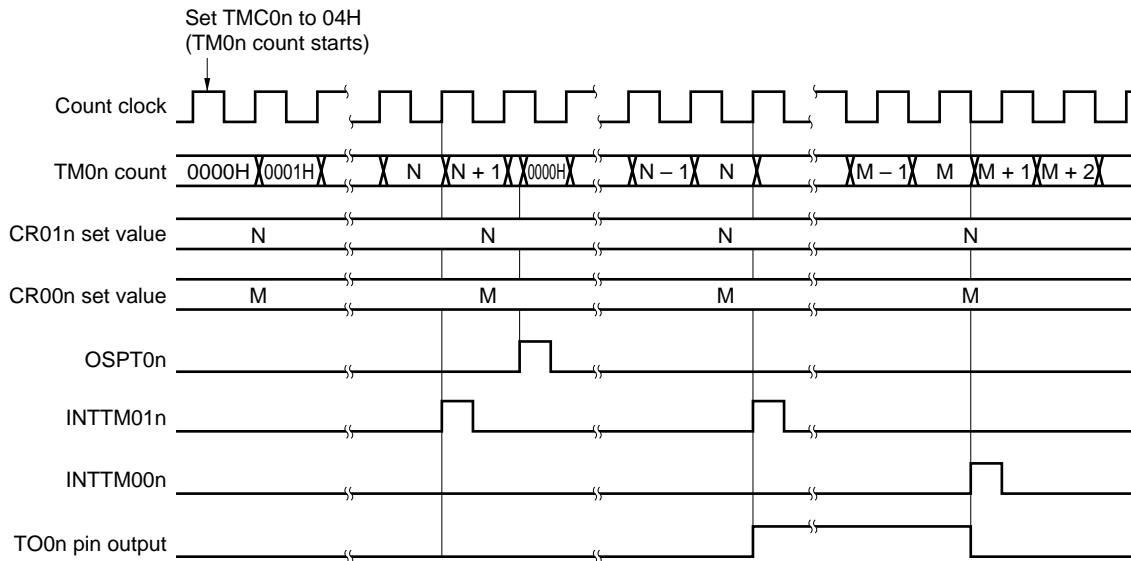 Set TMC0n to 04H
(TM0n count starts)
Count clock
TM0n count 0000H 0001H N N + 1 0000H N – 1 N M – 1 M M + 1 M + 2
CR01n set value N N N N
CR00n set value M M M M
OSPT0n
INTTM01n
INTTM00n
TO0n pin output